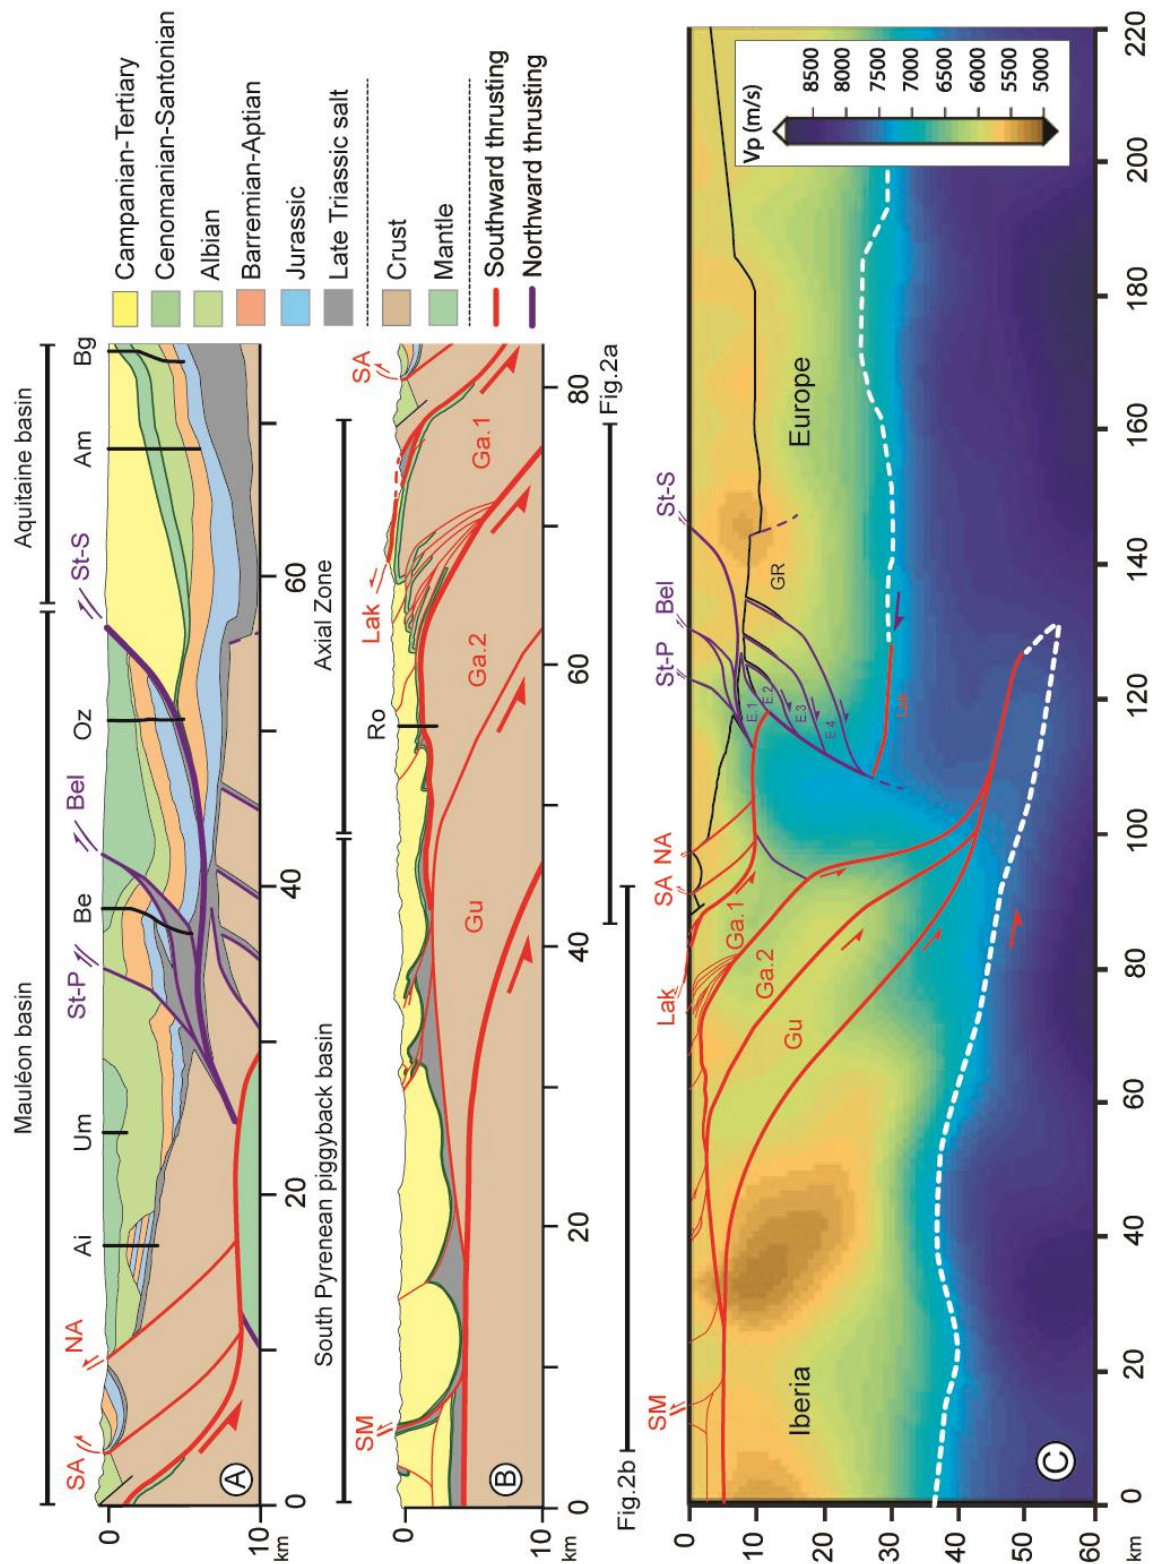 Mauléon basin
Aquitaine basin
SA
NA
Ai
Um
St-P
Be
Bel
Oz
St-S
Am
Bg
0
10
km
A
0
20
40
60
Campanian-Tertiary
Cenomanian-Santonian
Albian
Barremian-Aptian
Jurassic
Late Triassic salt
Crust
Mantle
Southward thrusting
Northward thrusting
South Pyrenean piggyback basin
Axial Zone
SM
Ro
Lak
SA
Gu
Ga.2
Ga.1
0
10
km
B
0
20
40
60
80
Fig.2b
Fig.2a
SM
Lak
SA
NA
St-P
Bel
St-S
Ga.1
Ga.2
Gu
E.1
E.2
E.3
E.4
GR
Lak
Iberia
Europe
Vp (m/s)
8500
8000
7500
7000
6500
6000
5500
5000
0
10
20
30
40
50
60
km
C
0
20
40
60
80
100
120
140
160
180
200
220